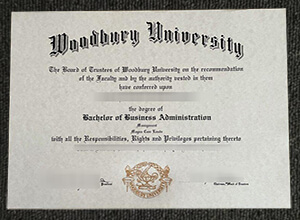 Woodbury University
The Board of Trustees of Woodbury University on the recommendation
of the Faculty and by the authority vested in them
have conferred upon
the degree of
Bachelor of Business Administration
Management
Magna Cum Laude
with all the Responsibilities, Rights and Privileges pertaining thereto
President